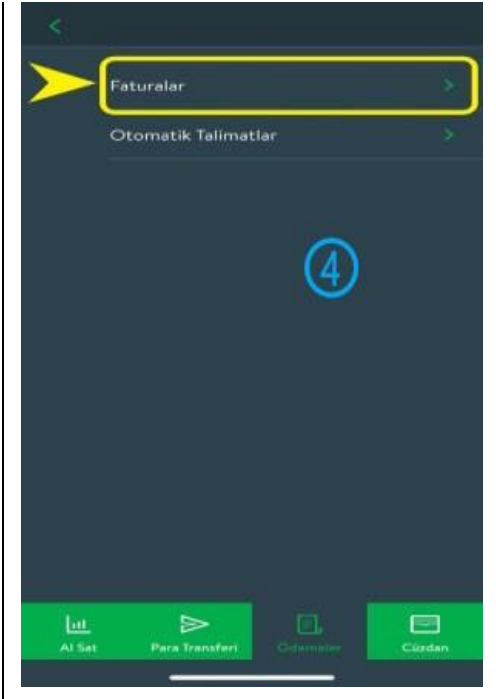 Faturalar
Otomatik Talimatlar
4
Al Sat
Para Transferi
Ödemeler
Cüzdan